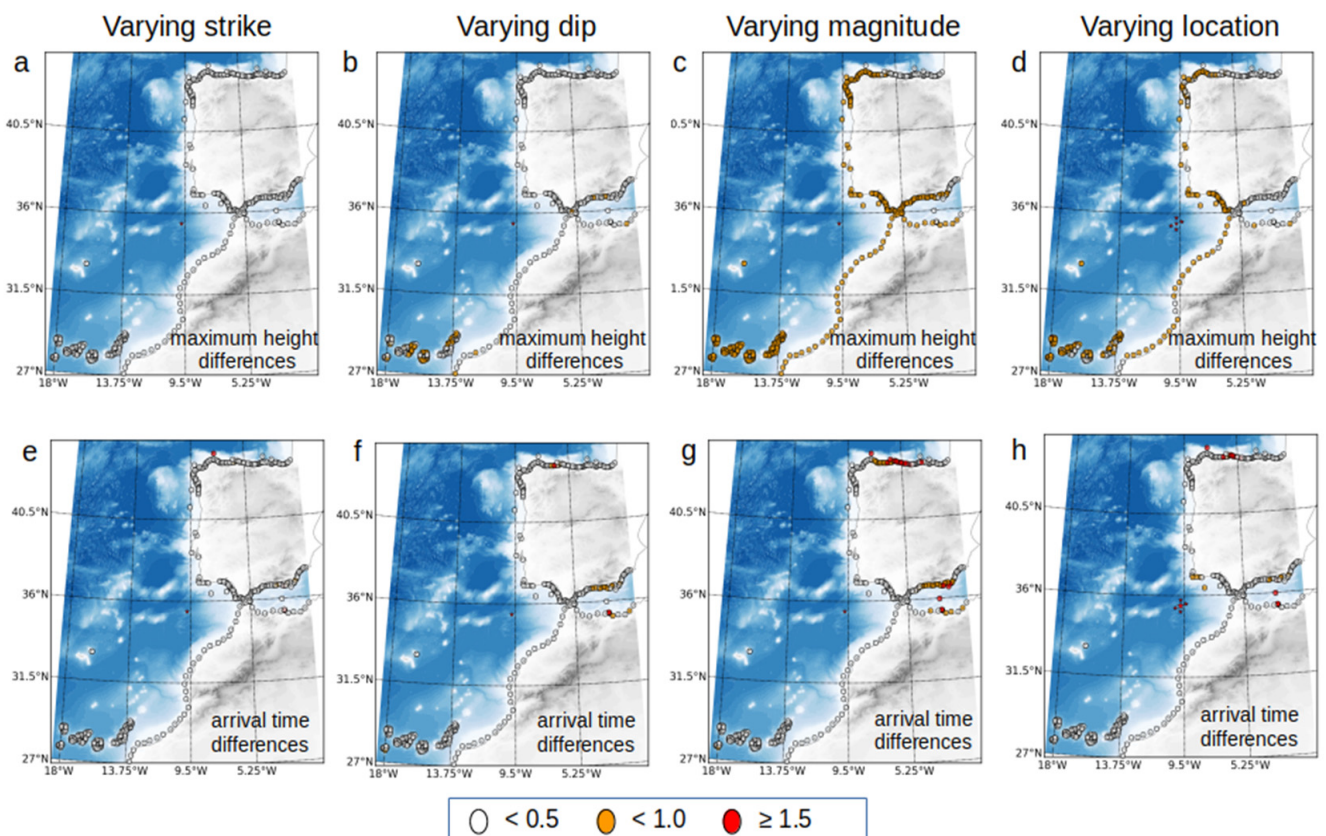 Varying strike
Varying dip
Varying magnitude
Varying location
a
b
c
d
40.5°N
36°N
31.5°N
27°N
18°W 13.75°W 9.5°W 5.25°W
maximum height
differences
40.5°N
36°N
31.5°N
27°N
18°W 13.75°W 9.5°W 5.25°W
maximum height
differences
0.5°N
36°N
1.5°N
27°N
18°W 13.75°W 9.5°W 5.25°W
maximum height
differences
40.5°N
36°N
31.5°N
27°N
18°W 13.75°W 9.5°W 5.25°W
maximum height
differences
e
f
g
h
40.5°N
36°N
31.5°N
27°N
18°W 13.75°W 9.5°W 5.25°W
arrival time
differences
40.5°N
36°N
31.5°N
27°N
18°W 13.75°W 9.5°W 5.25°W
arrival time
differences
40.5°N
36°N
31.5°N
27°N
18°W 13.75°W 9.5°W 5.25°W
arrival time
differences
40.5°N
36°N
31.5°N
27°N
18°W 13.75°W 9.5°W 5.25°W
arrival time
differences
< 0.5 < 1.0 ≥ 1.5